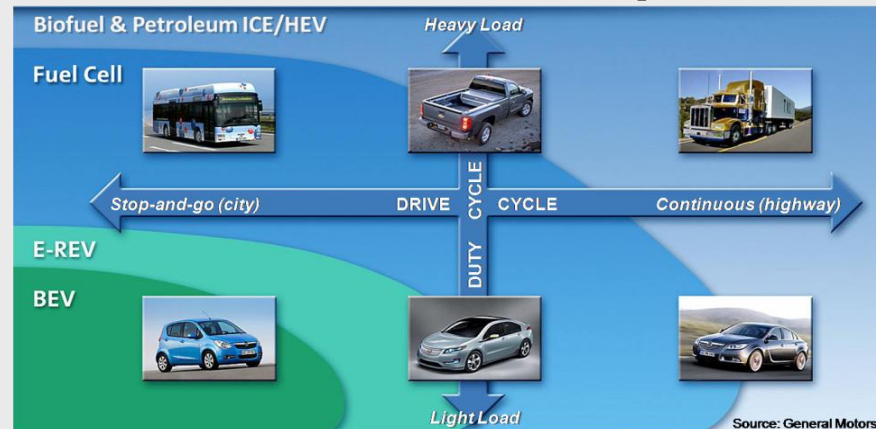 Biofuel & Petroleum ICE/HEV
Heavy Load
Fuel Cell
Stop-and-go (city)
DRIVE CYCLE
Continuous (highway)
DUTY CYCLE
E-REV
BEV
Light Load
Source: General Motors